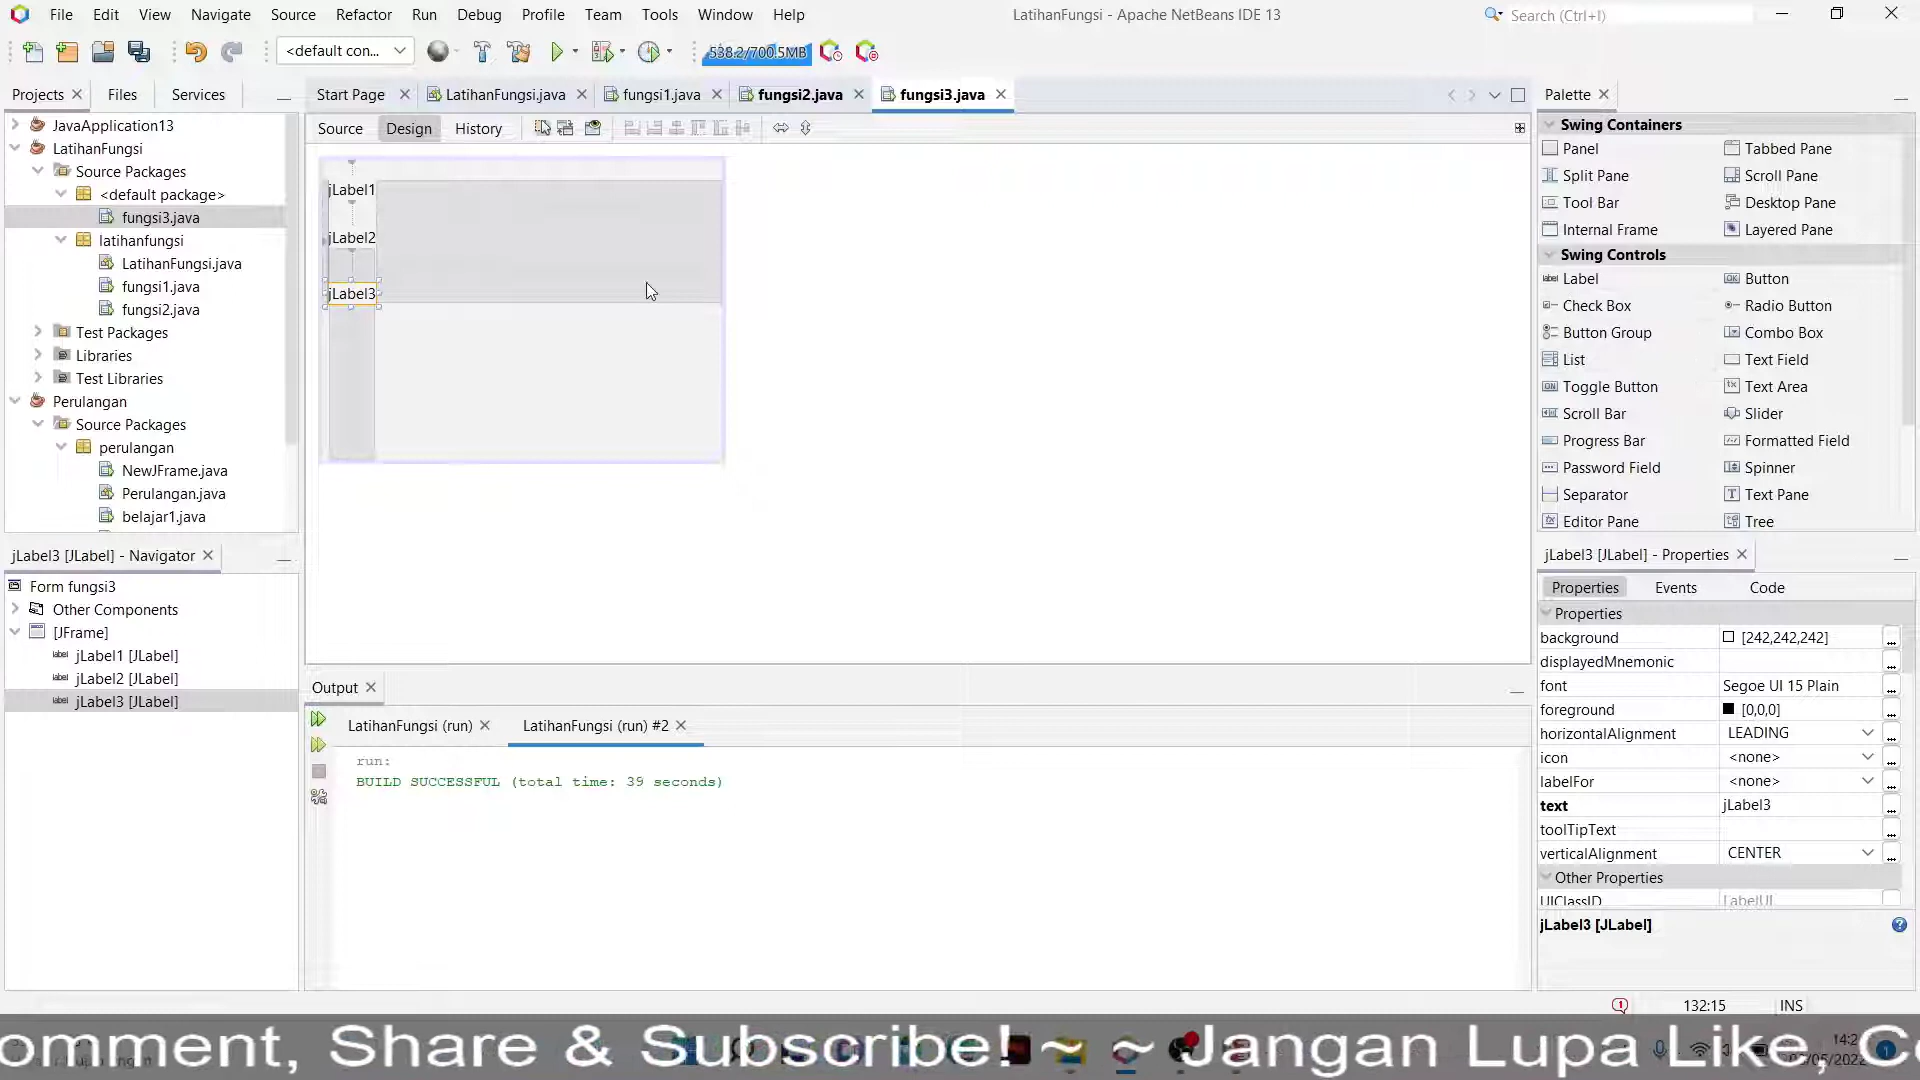 File Edit View Navigate Source Refactor Run Debug Profile Team Tools Window Help
LatihanFungsi - Apache NetBeans IDE 13
Search (Ctrl+I)
<default con...
538.2/700.5MB
Projects Files Services
Start Page LatihanFungsi.java fungsi1.java fungsi2.java fungsi3.java
Palette
Source Design History
JavaApplication13
LatihanFungsi
Source Packages
<default package>
fungsi3.java
latihanfungsi
LatihanFungsi.java
fungsi1.java
fungsi2.java
Test Packages
Libraries
Test Libraries
Perulangan
Source Packages
perulangan
NewJFrame.java
Perulangan.java
belajar1.java
jLabel1
jLabel2
jLabel3
Swing Containers
Panel Tabbed Pane
Split Pane Scroll Pane
Tool Bar Desktop Pane
Internal Frame Layered Pane
Swing Controls
Label Button
Check Box Radio Button
Button Group Combo Box
List Text Field
Toggle Button Text Area
Scroll Bar Slider
Progress Bar Formatted Field
Password Field Spinner
Separator Text Pane
Editor Pane Tree
jLabel3 [JLabel] - Navigator
Form fungsi3
Other Components
[JFrame]
jLabel1 [JLabel]
jLabel2 [JLabel]
jLabel3 [JLabel]
Output
LatihanFungsi (run) LatihanFungsi (run) #2
run:
BUILD SUCCESSFUL (total time: 39 seconds)
jLabel3 [JLabel] - Properties
Properties Events Code
Properties
background [242,242,242] ...
displayedMnemonic ...
font Segoe UI 15 Plain ...
foreground [0,0,0] ...
horizontalAlignment LEADING ...
icon <none> ...
labelFor <none> ...
text jLabel3 ...
toolTipText ...
verticalAlignment CENTER ...
Other Properties
UIClassID LabelUI
jLabel3 [JLabel]
132:15 INS
omment, Share & Subscribe! ~ ~ Jangan Lupa Like, C